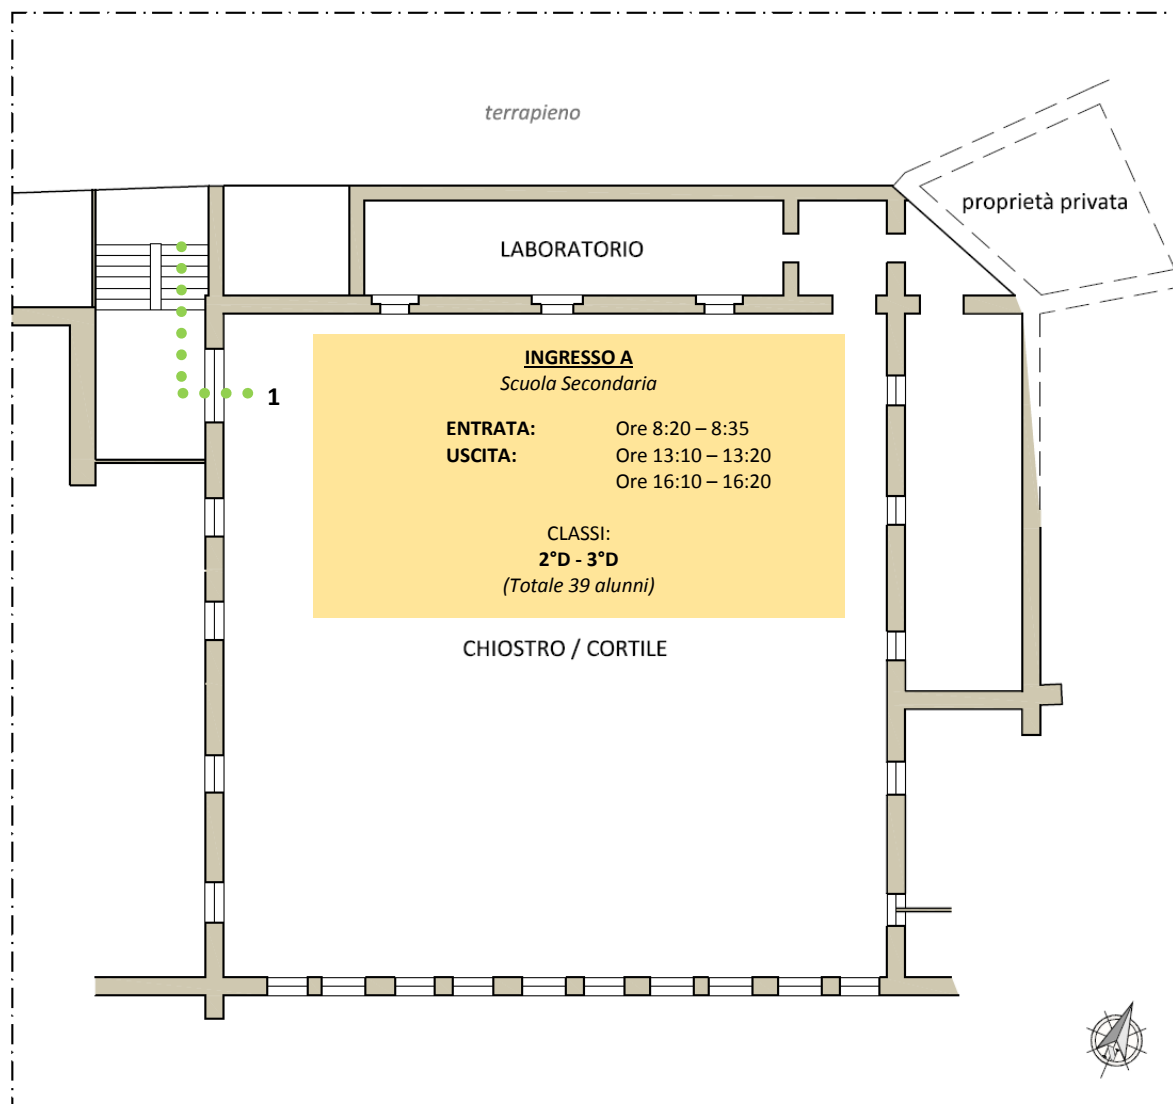 terrapieno
proprietà privata
LABORATORIO
INGRESSO A
Scuola Secondaria
1
ENTRATA: Ore 8:20 – 8:35
USCITA: Ore 13:10 – 13:20
Ore 16:10 – 16:20
CLASSI:
2°D - 3°D
(Totale 39 alunni)
CHIOSTRO / CORTILE